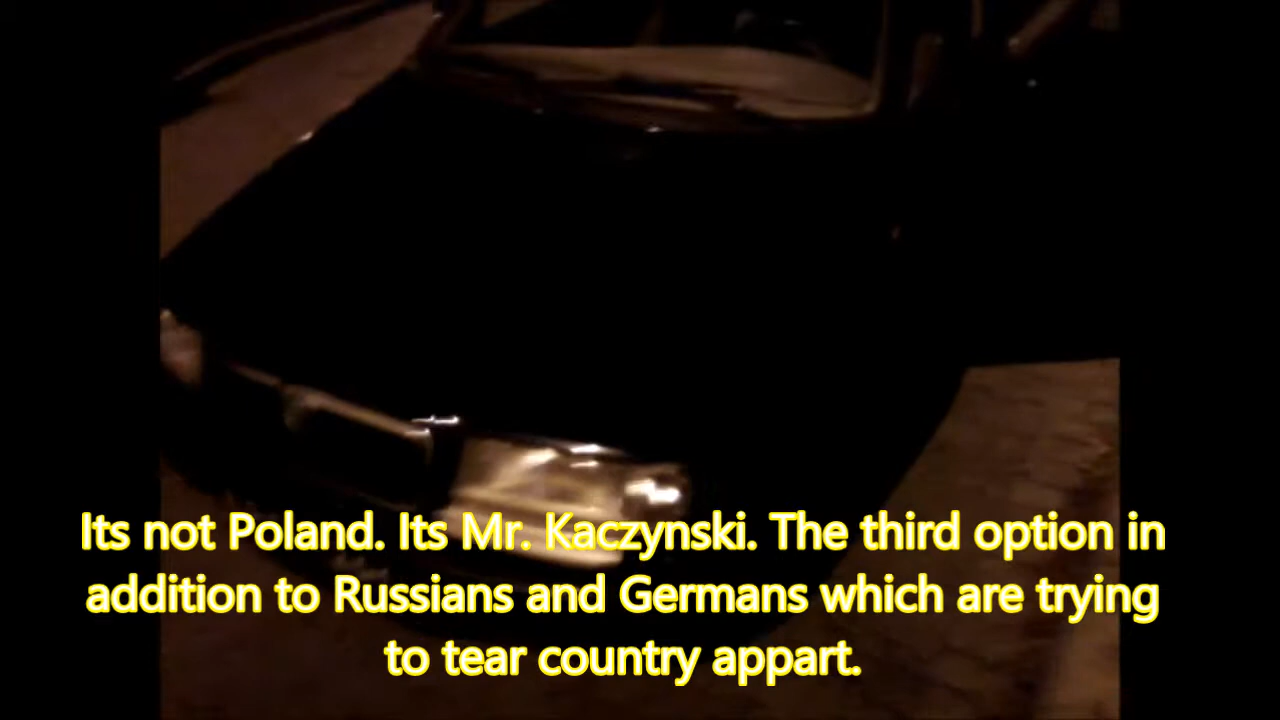 Its not Poland. Its Mr. Kaczynski. The third option in
addition to Russians and Germans which are trying
to tear country appart.